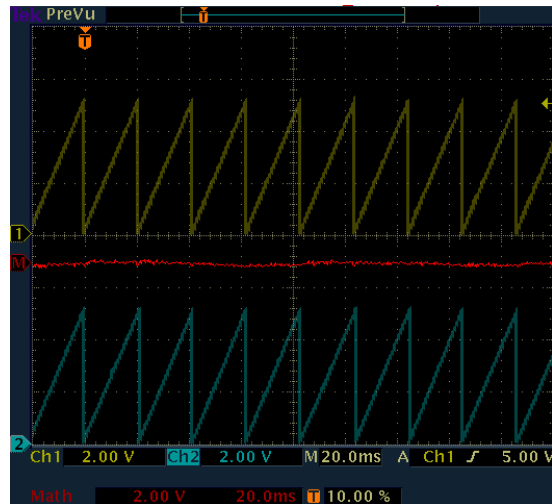 Tek PreVu
T
T
1
M
2
Ch1 2.00 V Ch2 2.00 V M 20.0ms A Ch1 5.00 V
Math 2.00 V 20.0ms T 10.00 %